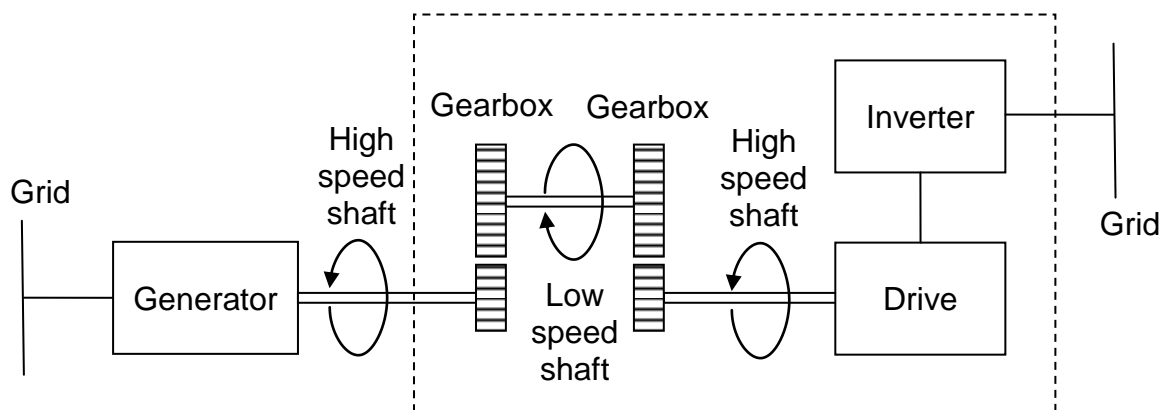 Grid
Generator
High
speed
shaft
Gearbox
Low
speed
shaft
Gearbox
High
speed
shaft
Inverter
Drive
Grid